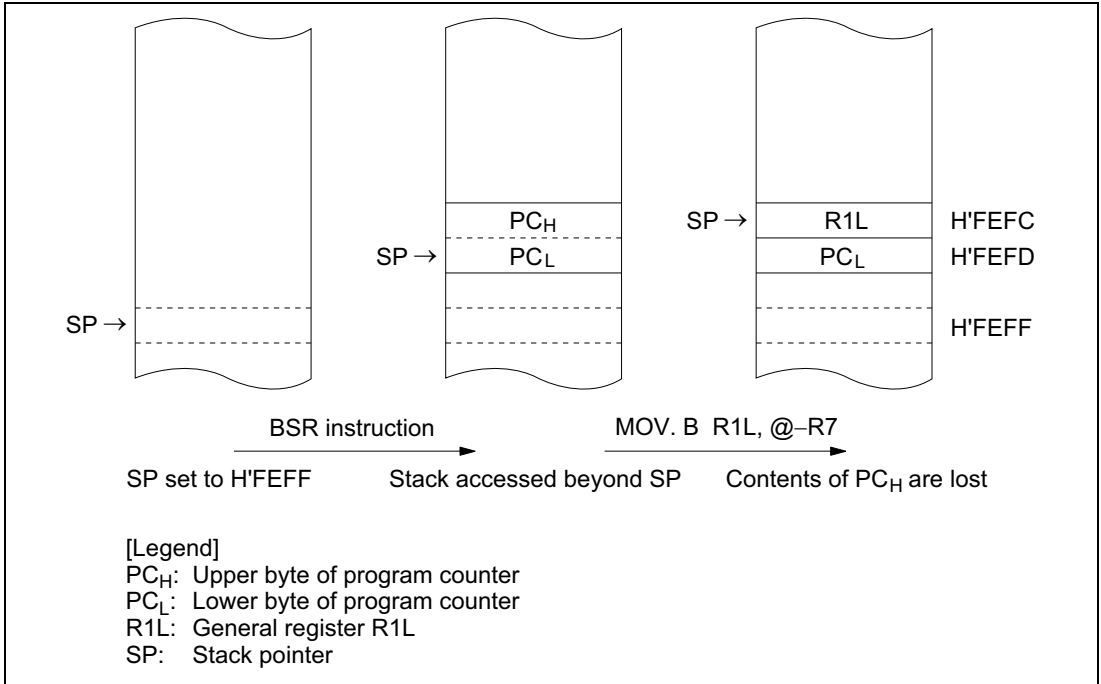 PCH
SP → R1L H'FEFC
SP → PCL PCL H'FEFD
SP → H'FEFF
BSR instruction MOV. B R1L, @–R7
SP set to H'FEFF Stack accessed beyond SP Contents of PCH are lost
[Legend]
PCH: Upper byte of program counter
PCL: Lower byte of program counter
R1L: General register R1L
SP: Stack pointer